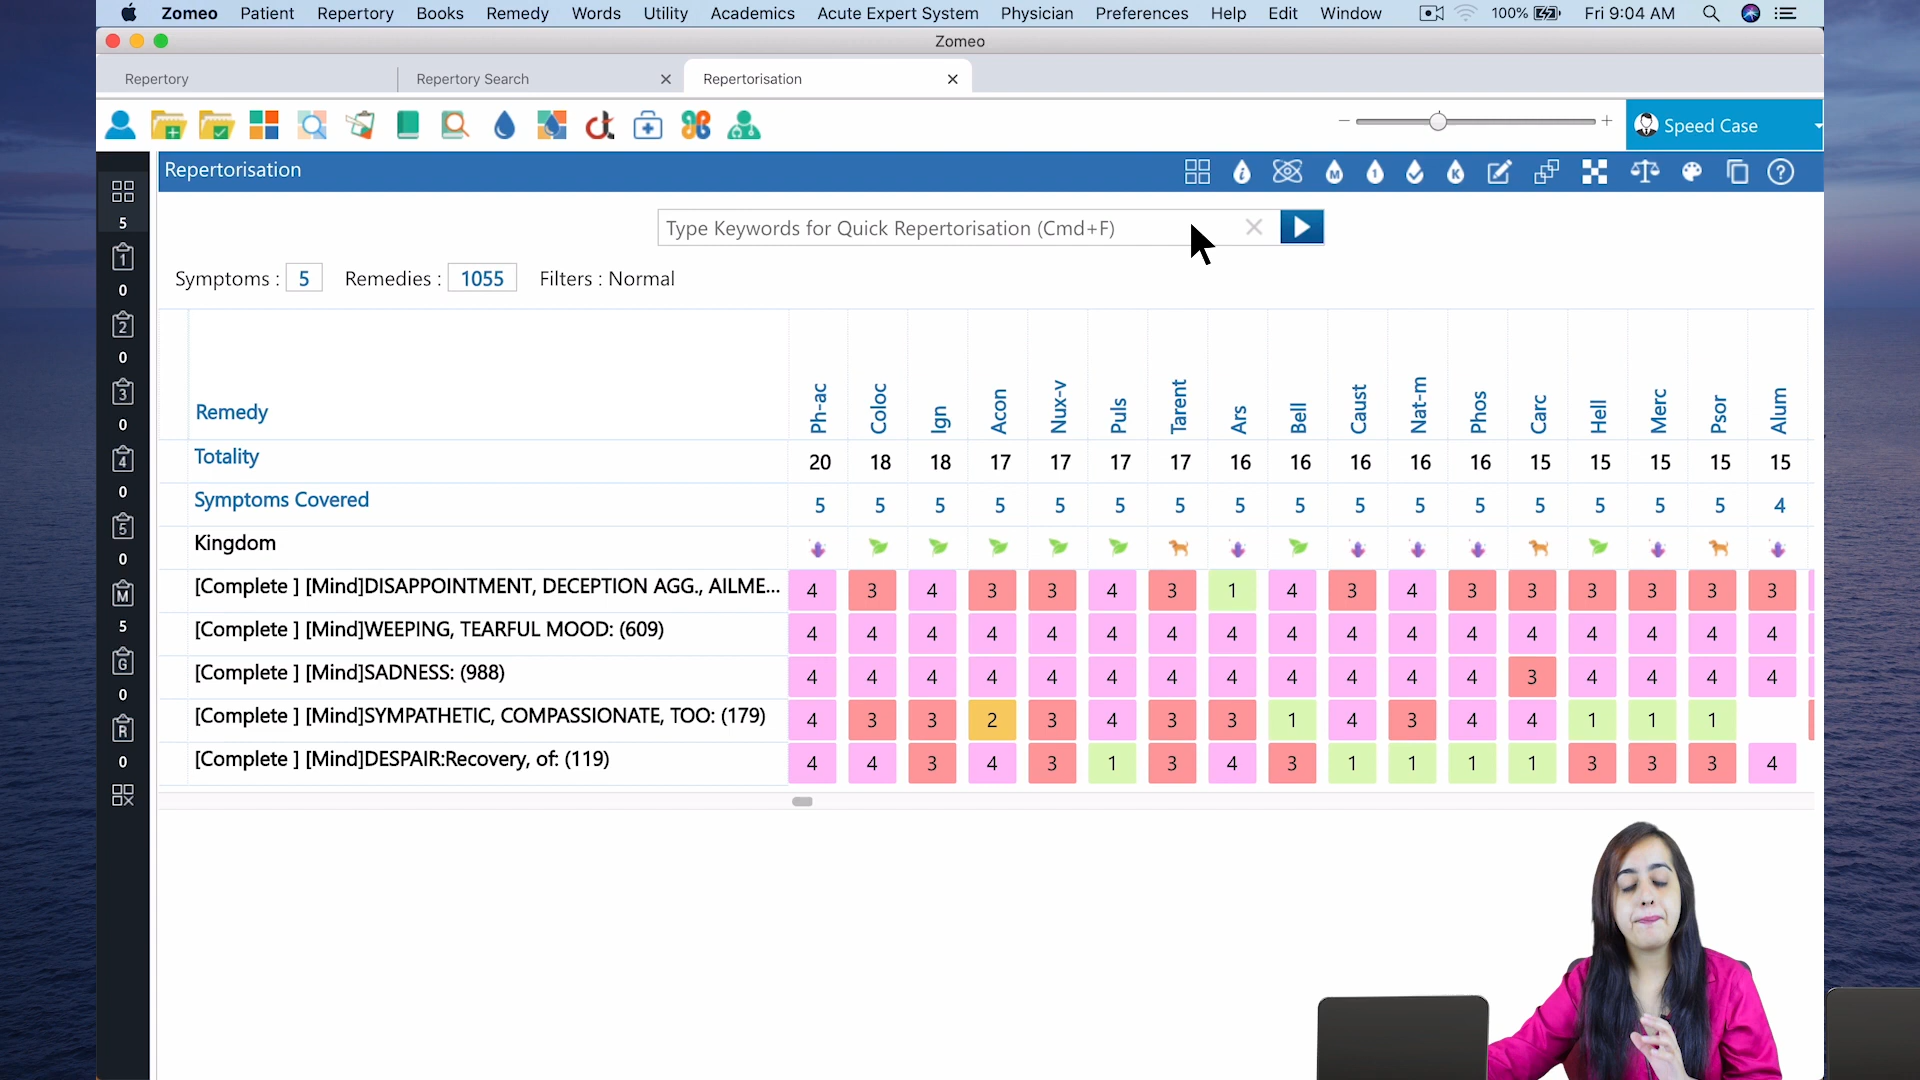 Zomeo Patient Repertory Books Remedy Words Utility Academics Acute Expert System Physician Preferences Help Edit Window 100% Fri 9:04 AM
Zomeo
Repertory Repertory Search Repertorisation
Speed Case
Repertorisation
Type Keywords for Quick Repertorisation (Cmd+F)
Symptoms : 5 Remedies : 1055 Filters : Normal
Remedy Ph-ac Coloc Ign Acon Nux-v Puls Tarent Ars Bell Caust Nat-m Phos Carc Hell Merc Psor Alum
Totality 20 18 18 17 17 17 17 16 16 16 16 16 15 15 15 15 15
Symptoms Covered 5 5 5 5 5 5 5 5 5 5 5 5 5 5 5 5 4
Kingdom
[Complete ] [Mind]DISAPPOINTMENT, DECEPTION AGG., AILME... 4 3 4 3 3 4 3 1 4 3 4 3 3 3 3 3 3
[Complete ] [Mind]WEEPING, TEARFUL MOOD: (609) 4 4 4 4 4 4 4 4 4 4 4 4 4 4 4 4 4
[Complete ] [Mind]SADNESS: (988) 4 4 4 4 4 4 4 4 4 4 4 4 3 4 4 4 4
[Complete ] [Mind]SYMPATHETIC, COMPASSIONATE, TOO: (179) 4 3 3 2 3 4 3 3 1 4 3 4 4 1 1 1
[Complete ] [Mind]DESPAIR:Recovery, of: (119) 4 4 3 4 3 1 3 4 3 1 1 1 1 3 3 3 4
5
1
0
2
0
3
0
4
0
5
0
M
5
G
0
R
0